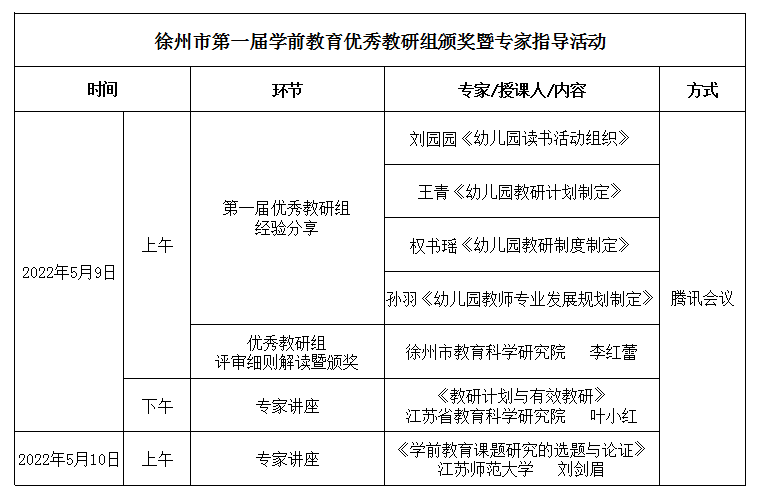 徐州市第一届学前教育优秀教研组颁奖暨专家指导活动
时间
环节
专家/授课人/内容
方式
2022年5月9日
上午
第一届优秀教研组
经验分享
刘园园《幼儿园读书活动组织》
王青《幼儿园教研计划制定》
权书瑶《幼儿园教研制度制定》
孙羽《幼儿园教师专业发展规划制定》
腾讯会议
优秀教研组
评审细则解读暨颁奖
徐州市教育科学研究院 李红蕾
下午
专家讲座
《教研计划与有效教研》
江苏省教育科学研究院 叶小红
2022年5月10日
上午
专家讲座
《学前教育课题研究的选题与论证》
江苏师范大学 刘剑眉